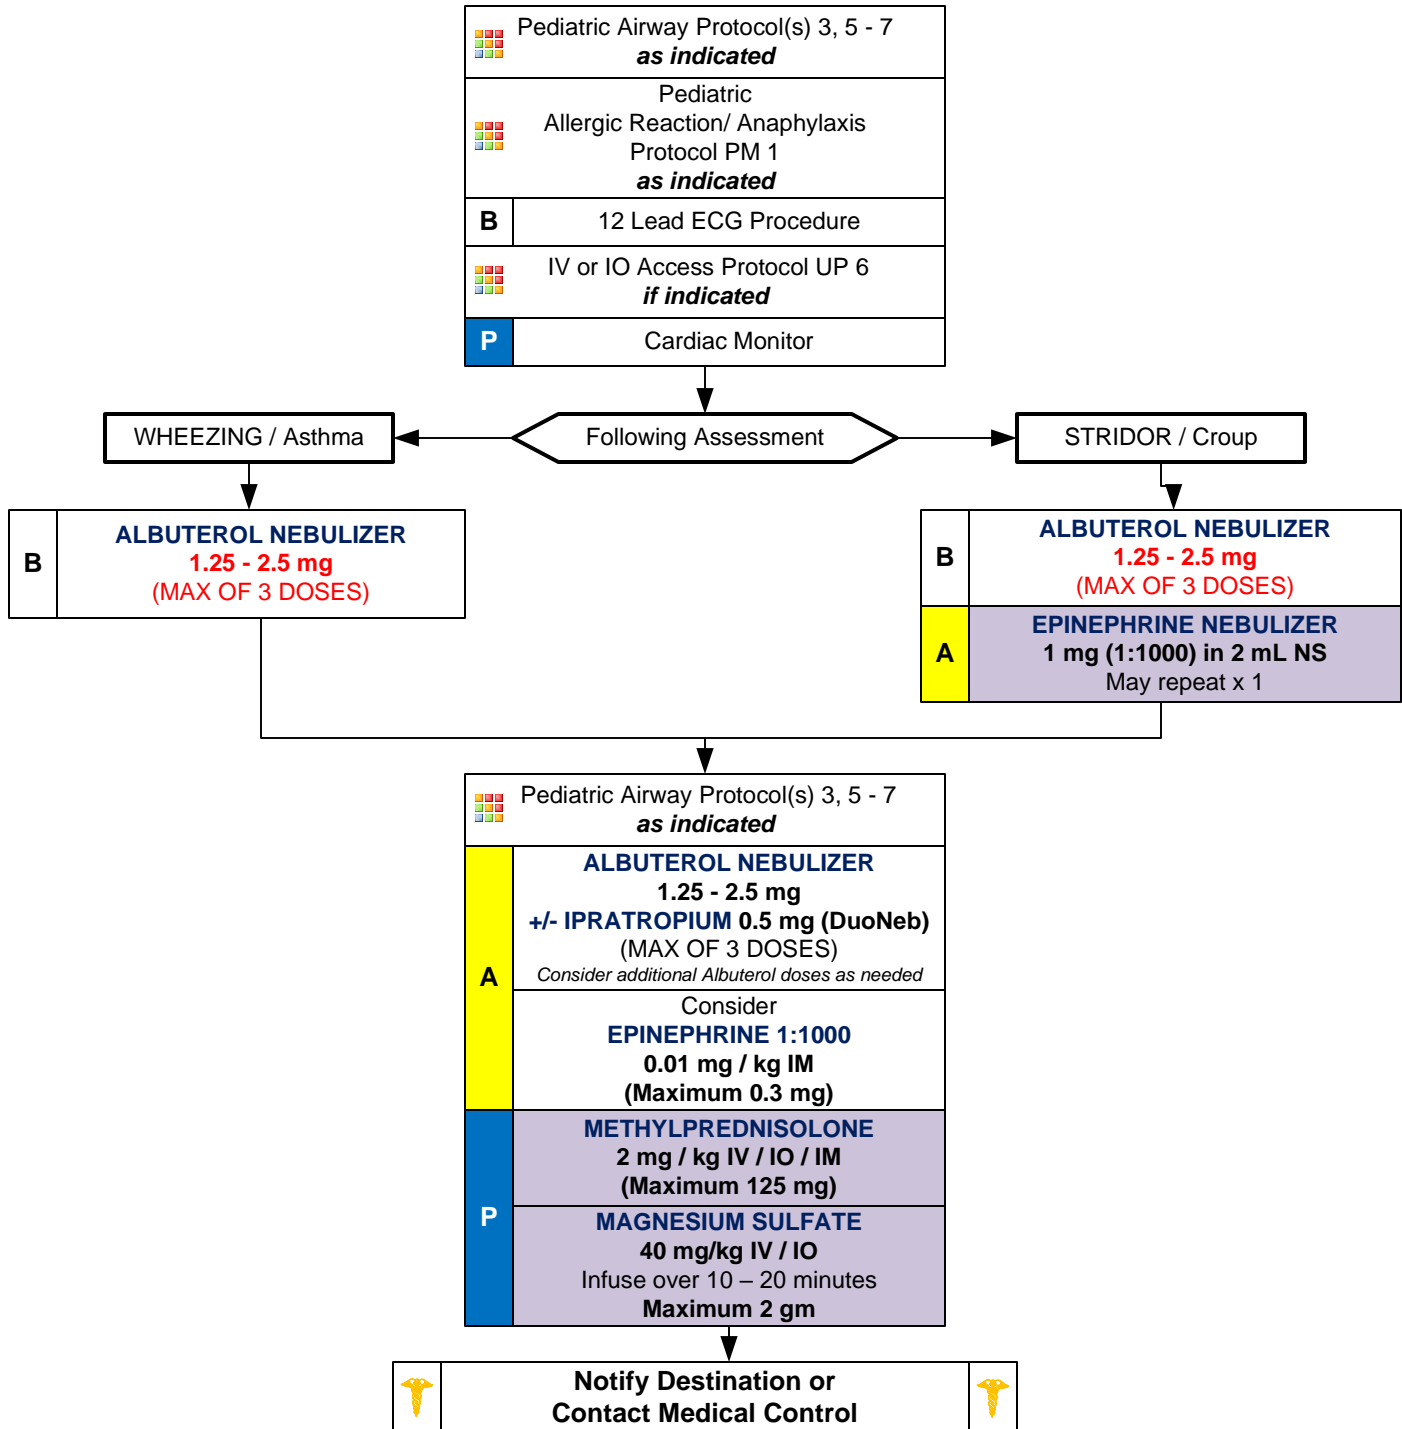 Pediatric Airway Protocol(s) 3, 5 - 7
as indicated
Pediatric
Allergic Reaction/ Anaphylaxis
Protocol PM 1
as indicated
B
12 Lead ECG Procedure
IV or IO Access Protocol UP 6
if indicated
P
Cardiac Monitor
WHEEZING / Asthma
Following Assessment
STRIDOR / Croup
B
ALBUTEROL NEBULIZER
1.25 - 2.5 mg
(MAX OF 3 DOSES)
B
ALBUTEROL NEBULIZER
1.25 - 2.5 mg
(MAX OF 3 DOSES)
A
EPINEPHRINE NEBULIZER
1 mg (1:1000) in 2 mL NS
May repeat x 1
Pediatric Airway Protocol(s) 3, 5 - 7
as indicated
A
ALBUTEROL NEBULIZER
1.25 - 2.5 mg
+/- IPRATROPIUM 0.5 mg (DuoNeb)
(MAX OF 3 DOSES)
Consider additional Albuterol doses as needed
Consider
EPINEPHRINE 1:1000
0.01 mg / kg IM
(Maximum 0.3 mg)
P
METHYLPREDNISOLONE
2 mg / kg IV / IO / IM
(Maximum 125 mg)
MAGNESIUM SULFATE
40 mg/kg IV / IO
Infuse over 10 – 20 minutes
Maximum 2 gm
Notify Destination or
Contact Medical Control